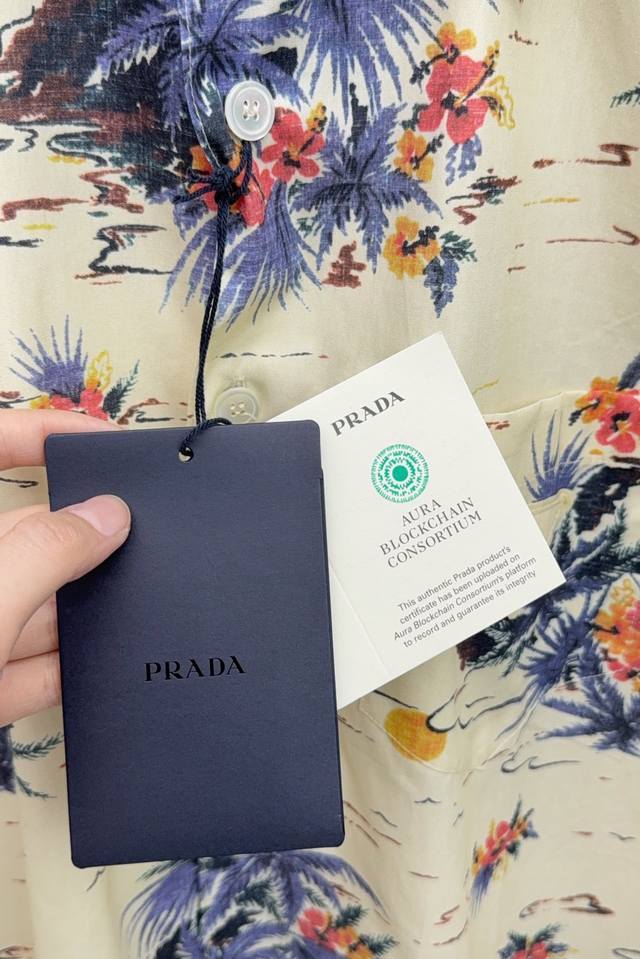 PRADA
AURA
BLOCKCHAIN
CONSORTIUM
This authentic Prada product's
certificate has been uploaded on
Aura Blockchain Consortium's platform
to record and guarantee its integrity
PRADA